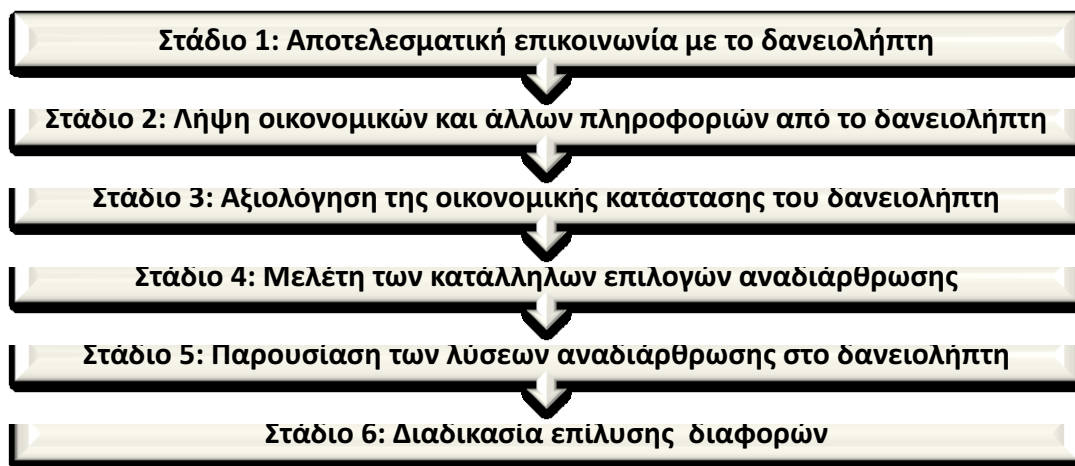 Στάδιο 1: Αποτελεσματική επικοινωνία με το δανειολήπτη
Στάδιο 2: Λήψη οικονομικών και άλλων πληροφοριών από το δανειολήπτη
Στάδιο 3: Αξιολόγηση της οικονομικής κατάστασης του δανειολήπτη
Στάδιο 4: Μελέτη των κατάλληλων επιλογών αναδιάρθρωσης
Στάδιο 5: Παρουσίαση των λύσεων αναδιάρθρωσης στο δανειολήπτη
Στάδιο 6: Διαδικασία επίλυσης διαφορών